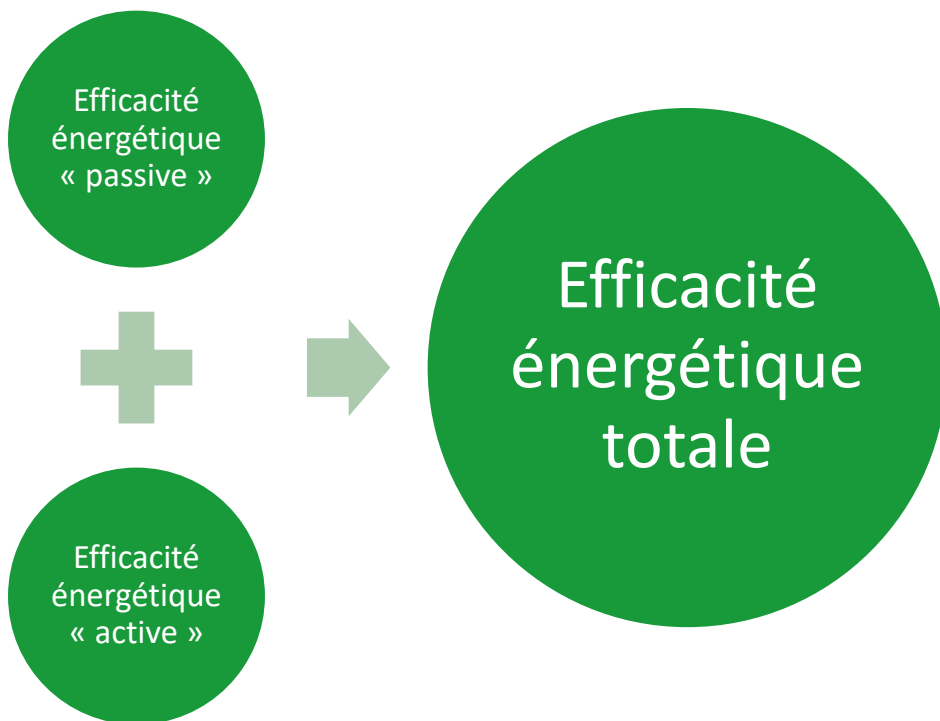 Efficacité
énergétique
« passive »
Efficacité
énergétique
« active »
Efficacité
énergétique
totale